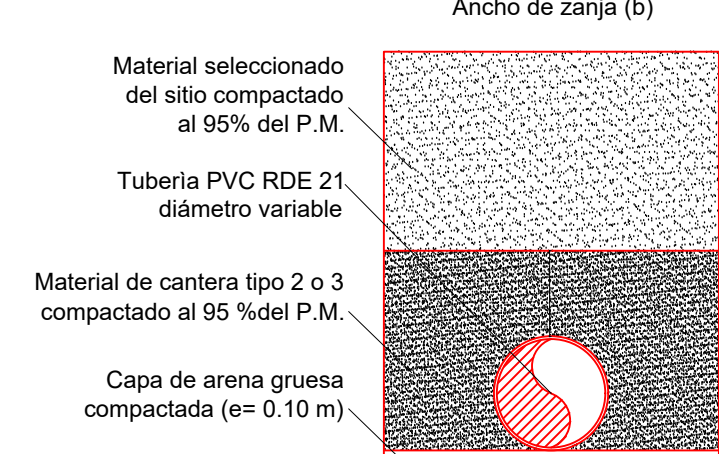 Ancho de zanja (b)
Material seleccionado
del sitio compactado
al 95% del P.M.
Tuberìa PVC RDE 21
diámetro variable
Material de cantera tipo 2 o 3
compactado al 95 %del P.M.
Capa de arena gruesa
compactada (e= 0.10 m)